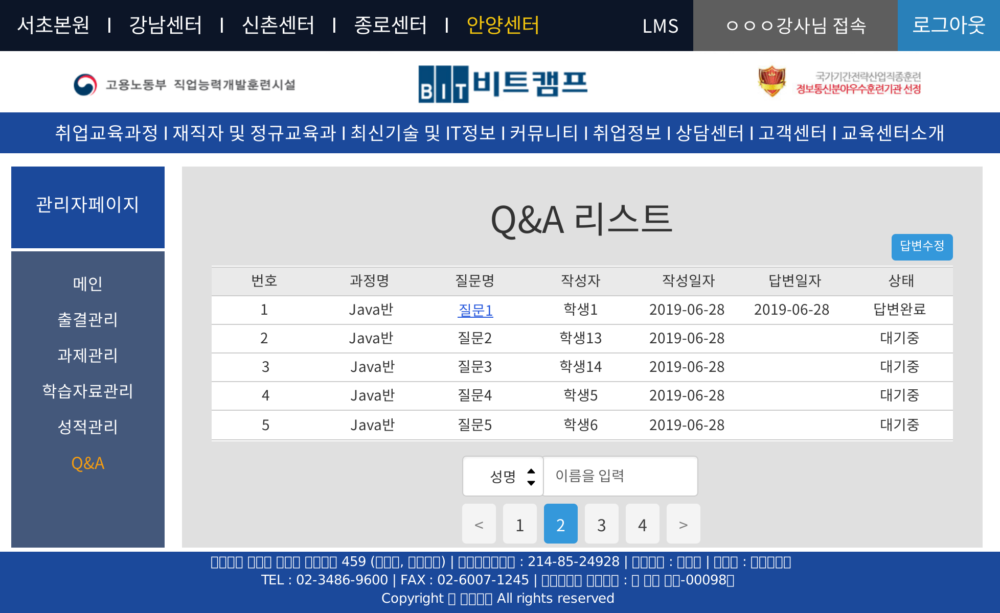 서초본원 ㅣ 강남센터 ㅣ 신촌센터 ㅣ 종로센터 ㅣ 안양센터
LMS
ㅇㅇㅇ강사님 접속
로그아웃
고용노동부 직업능력개발훈련시설
BIT 비트캠프
국가기간전략산업직종훈련
정보통신분야우수훈련기관 선정
취업교육과정 l 재직자 및 정규교육과 l 최신기술 및 IT정보 l 커뮤니티 l 취업정보 l 상담센터 l 고객센터 l 교육센터소개
관리자페이지
메인
출결관리
과제관리
학습자료관리
성적관리
Q&A
Q&A 리스트
답변수정
번호 과정명 질문명 작성자 작성일자 답변일자 상태
1 Java반 질문1 학생1 2019-06-28 2019-06-28 답변완료
2 Java반 질문2 학생13 2019-06-28 대기중
3 Java반 질문3 학생14 2019-06-28 대기중
4 Java반 질문4 학생5 2019-06-28 대기중
5 Java반 질문5 학생6 2019-06-28 대기중
성명 이름을 입력
< 1 2 3 4 >
459 ( , ) | : 214-85-24928 | : | :
TEL : 02-3486-9600 | FAX : 02-6007-1245 | : -00098
Copyright All rights reserved